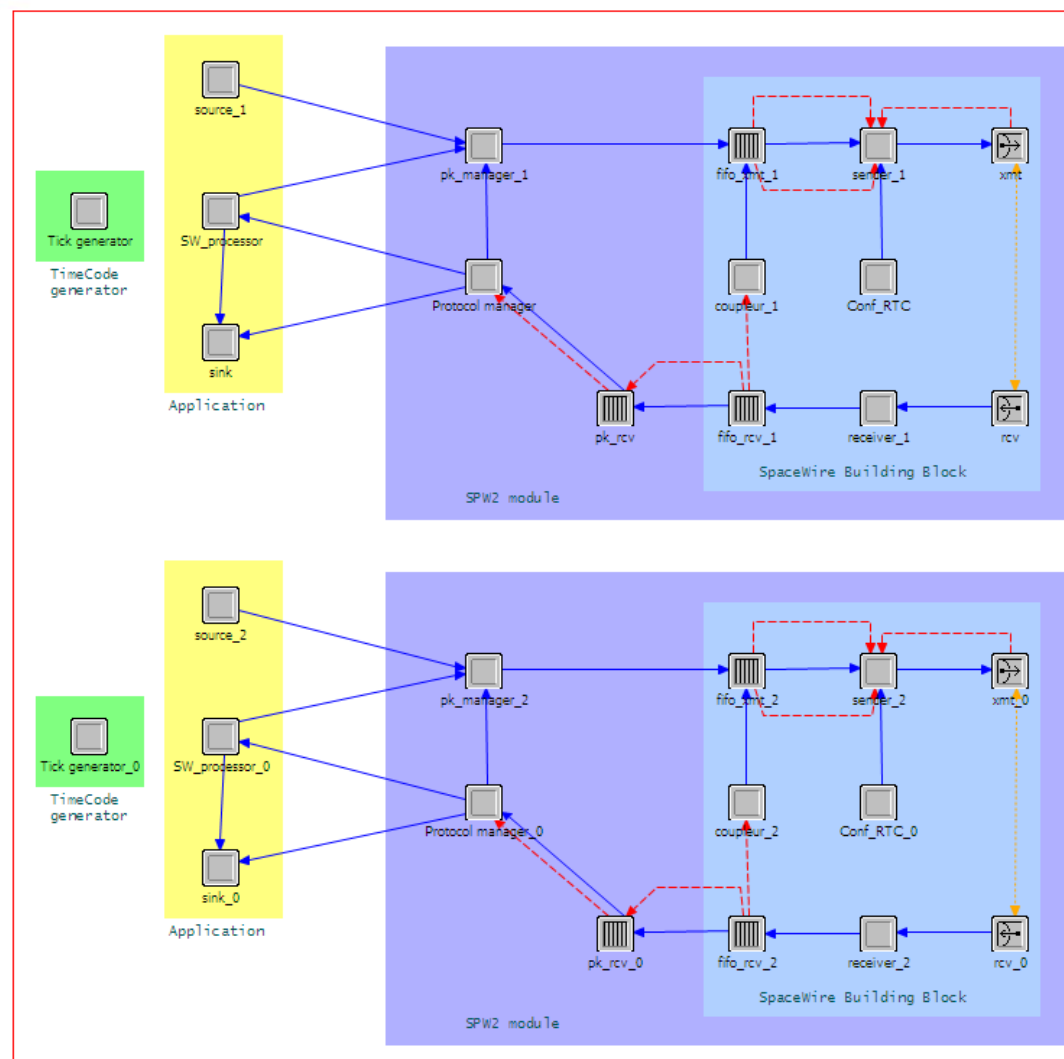 source_1
pk_manager_1
fifo_xmt_1
sender_1
xmt
Tick generator
TimeCode
generator
SW_processor
Protocol manager
coupleur_1
Conf_RTC
sink
Application
pk_rcv
fifo_rcv_1
receiver_1
rcv
SpaceWire Building Block
SPW2 module
source_2
pk_manager_2
fifo_xmt_2
sender_2
xmt_0
Tick generator_0
TimeCode
generator
SW_processor_0
Protocol manager_0
coupleur_2
Conf_RTC_0
sink_0
Application
pk_rcv_0
fifo_rcv_2
receiver_2
rcv_0
SpaceWire Building Block
SPW2 module